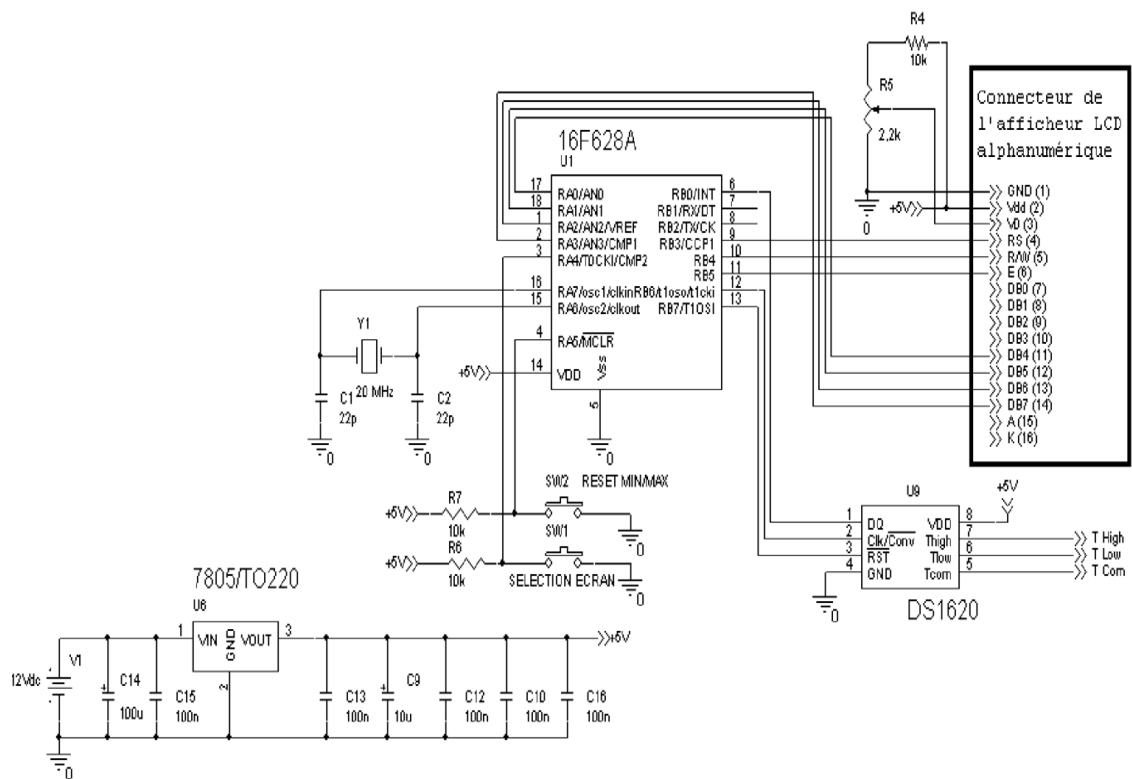 R4
10k
R5
2,2k
Connecteur de
l'afficheur LCD
alphanumérique
GND (1)
+5V
Vdd (2)
VO (3)
RS (4)
R/W (5)
E (6)
DB0 (7)
DB1 (8)
DB2 (9)
DB3 (10)
DB4 (11)
DB5 (12)
DB6 (13)
DB7 (14)
A (15)
K (16)
0
16F628A
U1
17 RA0/AN0 RB0/INT 6
18 RA1/AN1 RB1/RX/DT 7
1 RA2/AN2/VREF RB2/TX/CK 8
2 RA3/AN3/CMP1 RB3/CCP1 9
3 RA4/TDCKI/CMP2 RB4 10
RB5 11
16 RA7/osc1/clkin RB6/t1oso/t1cki 12
15 RA6/osc2/clkout RB7/T1OSI 13
4 RA5/MCLR
+5V 14 VDD
Vss
5
0
Y1
20 MHz
C1
22p
C2
22p
0
0
SW2 RESET MIN/MAX
+5V R7
10k
0
SW1
+5V R6
10k
SELECTION ECRAN
0
U9
+5V
1 DQ VDD 8
2 Clk/Conv Thigh 7 T High
3 RST Tlow 6 T Low
4 GND Tcom 5 T Com
0
DS1620
7805/TO220
U6
1 VIN GND VOUT 3
2
+5V
V1
12Vdc
C14
100u
C15
100n
C13
100n
C9
10u
C12
100n
C10
100n
C16
100n
0